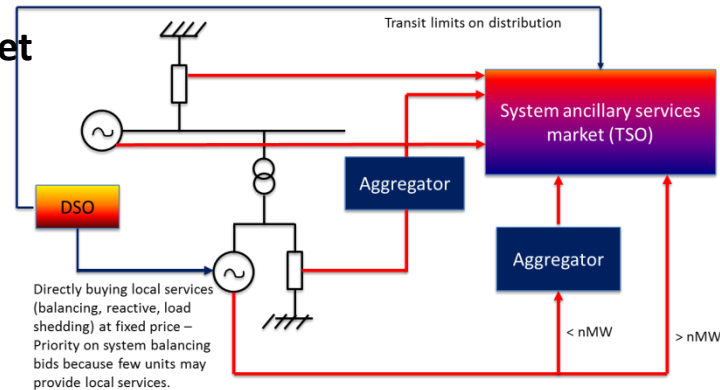 et
Transit limits on distribution
System ancillary services
market (TSO)
Aggregator
DSO
Aggregator
Directly buying local services
(balancing, reactive, load
shedding) at fixed price –
Priority on system balancing
bids because few units may
provide local services.
< nMW
> nMW